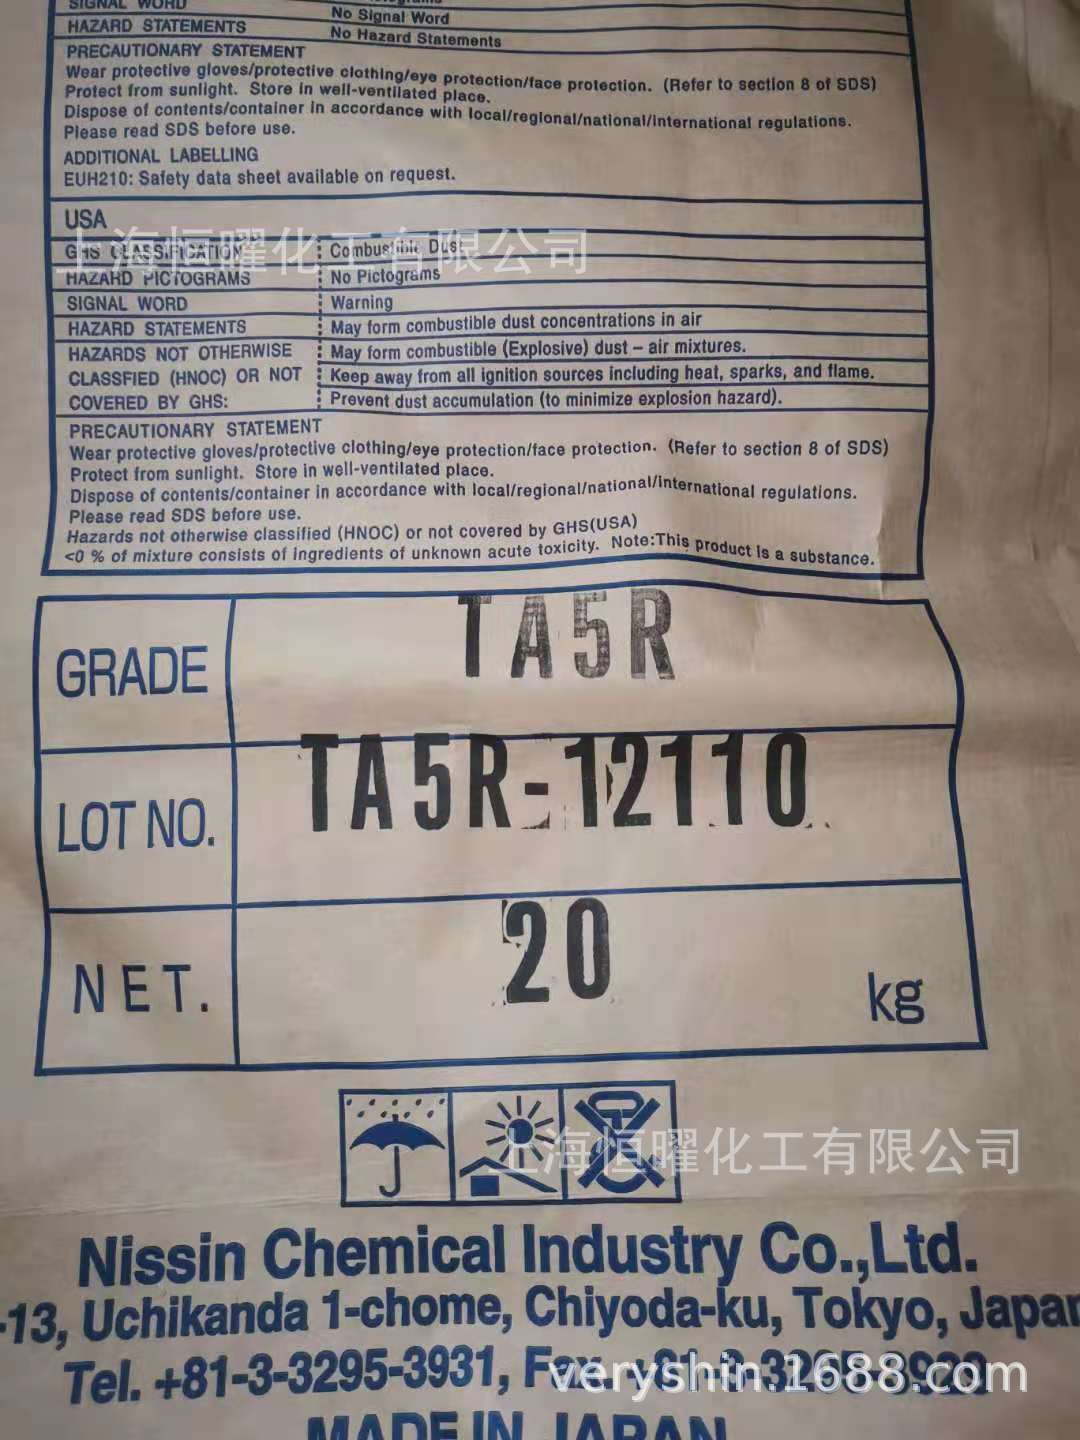 SIGNAL WORD No Signal Word
HAZARD STATEMENTS No Hazard Statements
PRECAUTIONARY STATEMENT
Wear protective gloves/protective clothing/eye protection/face protection. (Refer to section 8 of SDS)
Protect from sunlight. Store in well-ventilated place.
Dispose of contents/container in accordance with local/regional/national/international regulations.
Please read SDS before use.
ADDITIONAL LABELLING
EUH210: Safety data sheet available on request.
USA
上海恒曜化工有限公司
GHS CLASSIFICATION Combustible Dust
HAZARD PICTOGRAMS No Pictograms
SIGNAL WORD Warning
HAZARD STATEMENTS May form combustible dust concentrations in air
HAZARDS NOT OTHERWISE May form combustible (Explosive) dust – air mixtures.
CLASSFIED (HNOC) OR NOT Keep away from all ignition sources including heat, sparks, and flame.
COVERED BY GHS: Prevent dust accumulation (to minimize explosion hazard).
PRECAUTIONARY STATEMENT
Wear protective gloves/protective clothing/eye protection/face protection. (Refer to section 8 of SDS)
Protect from sunlight. Store in well-ventilated place.
Dispose of contents/container in accordance with local/regional/national/international regulations.
Please read SDS before use.
Hazards not otherwise classified (HNOC) or not covered by GHS(USA)
<0 % of mixture consists of ingredients of unknown acute toxicity. Note:This product is a substance.
GRADE TA5R
LOT NO. TA5R-12110
NET. 20 kg
上海恒曜化工有限公司
Nissin Chemical Industry Co.,Ltd.
-13, Uchikanda 1-chome, Chiyoda-ku, Tokyo, Japan
Tel. +81-3-3295-3931, Fax +81-3-
veryshin.1688.com
MADE IN JAPAN